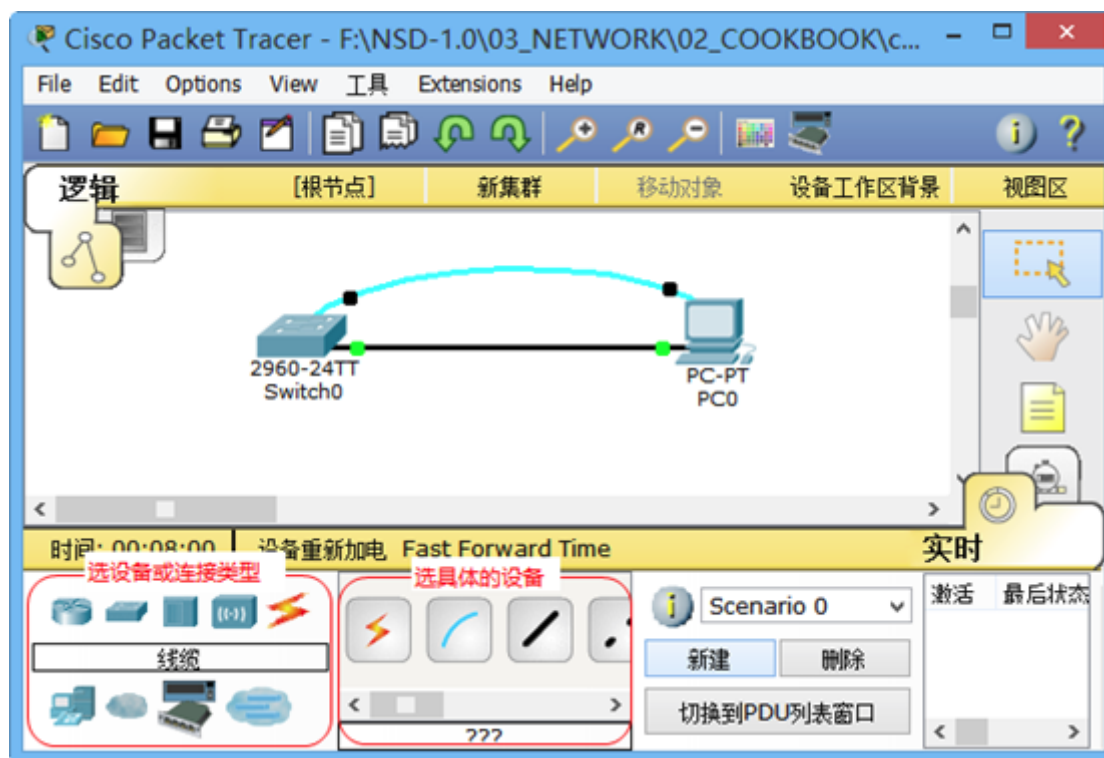 Cisco Packet Tracer - F:\NSD-1.0\03_NETWORK\02_COOKBOOK\c...
File Edit Options View 工具 Extensions Help
逻辑 [根节点] 新集群 移动对象 设备工作区背景 视图区
2960-24TT
Switch0
PC-PT
PC0
时间: 00:08:00 设备重新加电 Fast Forward Time 实时
选设备或连接类型
选具体的设备
线缆
???
Scenario 0
新建 删除
切换到PDU列表窗口
激活 最后状态